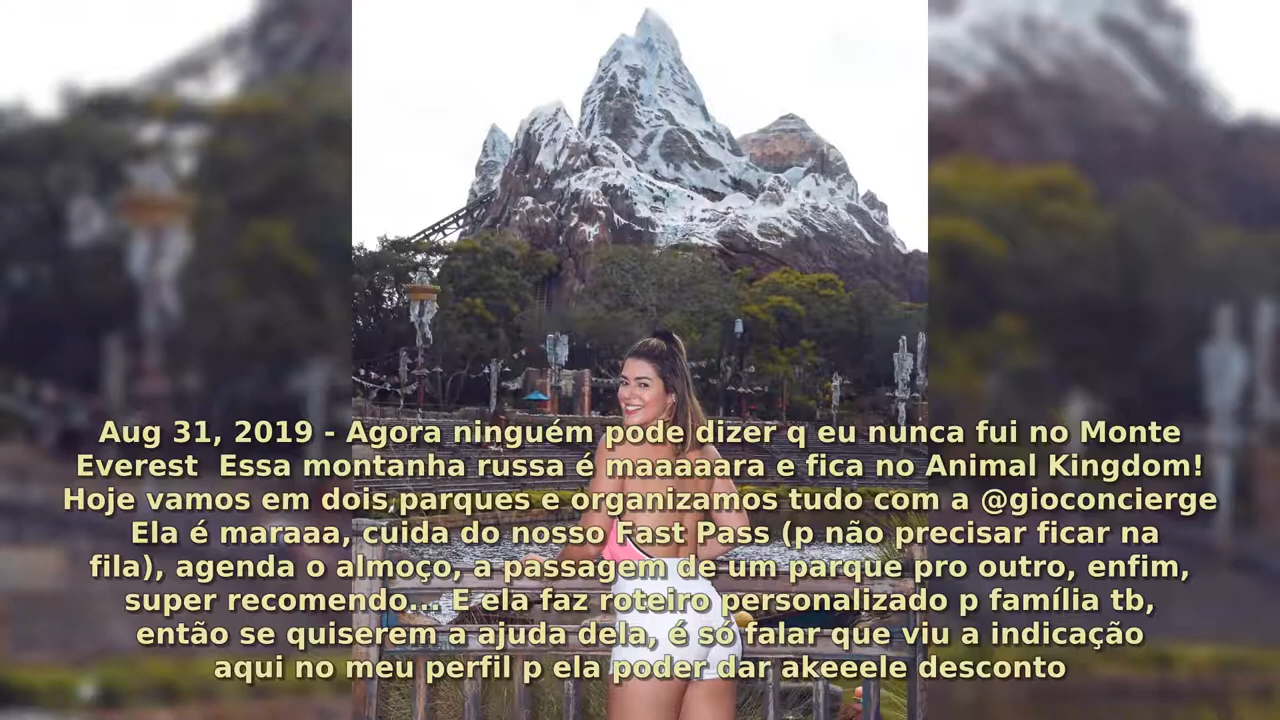 Aug 31, 2019 - Agora ninguém pode dizer q eu nunca fui no Monte
Everest  Essa montanha russa é maaaaara e fica no Animal Kingdom!
Hoje vamos em dois parques e organizamos tudo com a @gioconcierge
Ela é maraaa, cuida do nosso Fast Pass (p não precisar ficar na
fila), agenda o almoço, a passagem de um parque pro outro, enfim,
super recomendo... E ela faz roteiro personalizado p família tb,
então se quiserem a ajuda dela, é só falar que viu a indicação
aqui no meu perfil p ela poder dar akeeele desconto